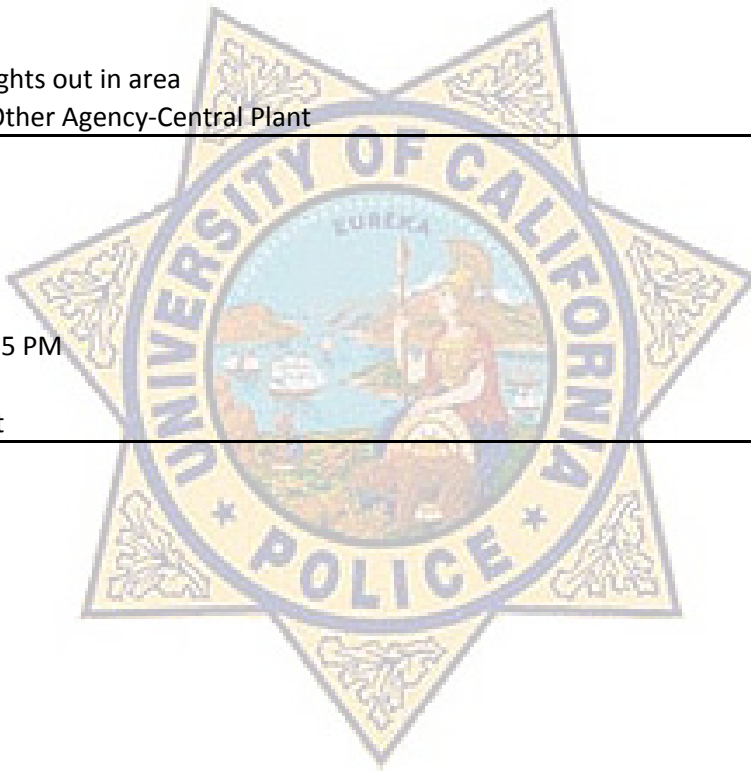 ghts out in area
Other Agency-Central Plant
UNIVERSITY OF CALIFORNIA
EUREKA
5 PM
t
* POLICE *